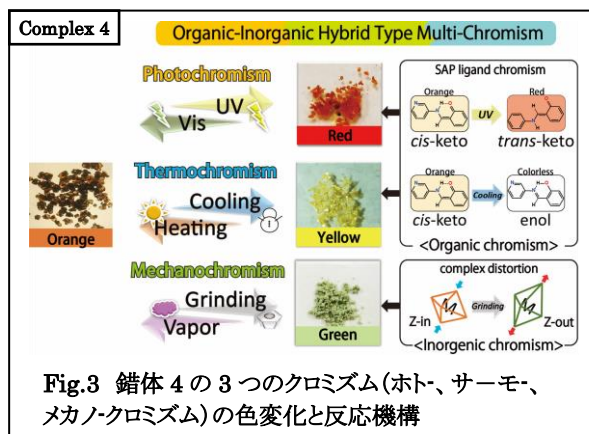 Complex 4
Organic-Inorganic Hybrid Type Multi-Chromism
Photochromism
UV
Vis
Red
SAP ligand chromism
Orange
Red
UV
cis-keto
trans-keto
Orange
Thermochromism
Cooling
Heating
Yellow
Orange
Colorless
Cooling
cis-keto
enol
<Organic chromism>
Mechanochromism
Grinding
Vapor
Green
complex distortion
M
Grinding
M
Z-in
Z-out
<Inorgenic chromism>
Fig.3 錯体 4 の 3 つのクロミズム(ホト-、サーモ-、
メカノ-クロミズム)の色変化と反応機構